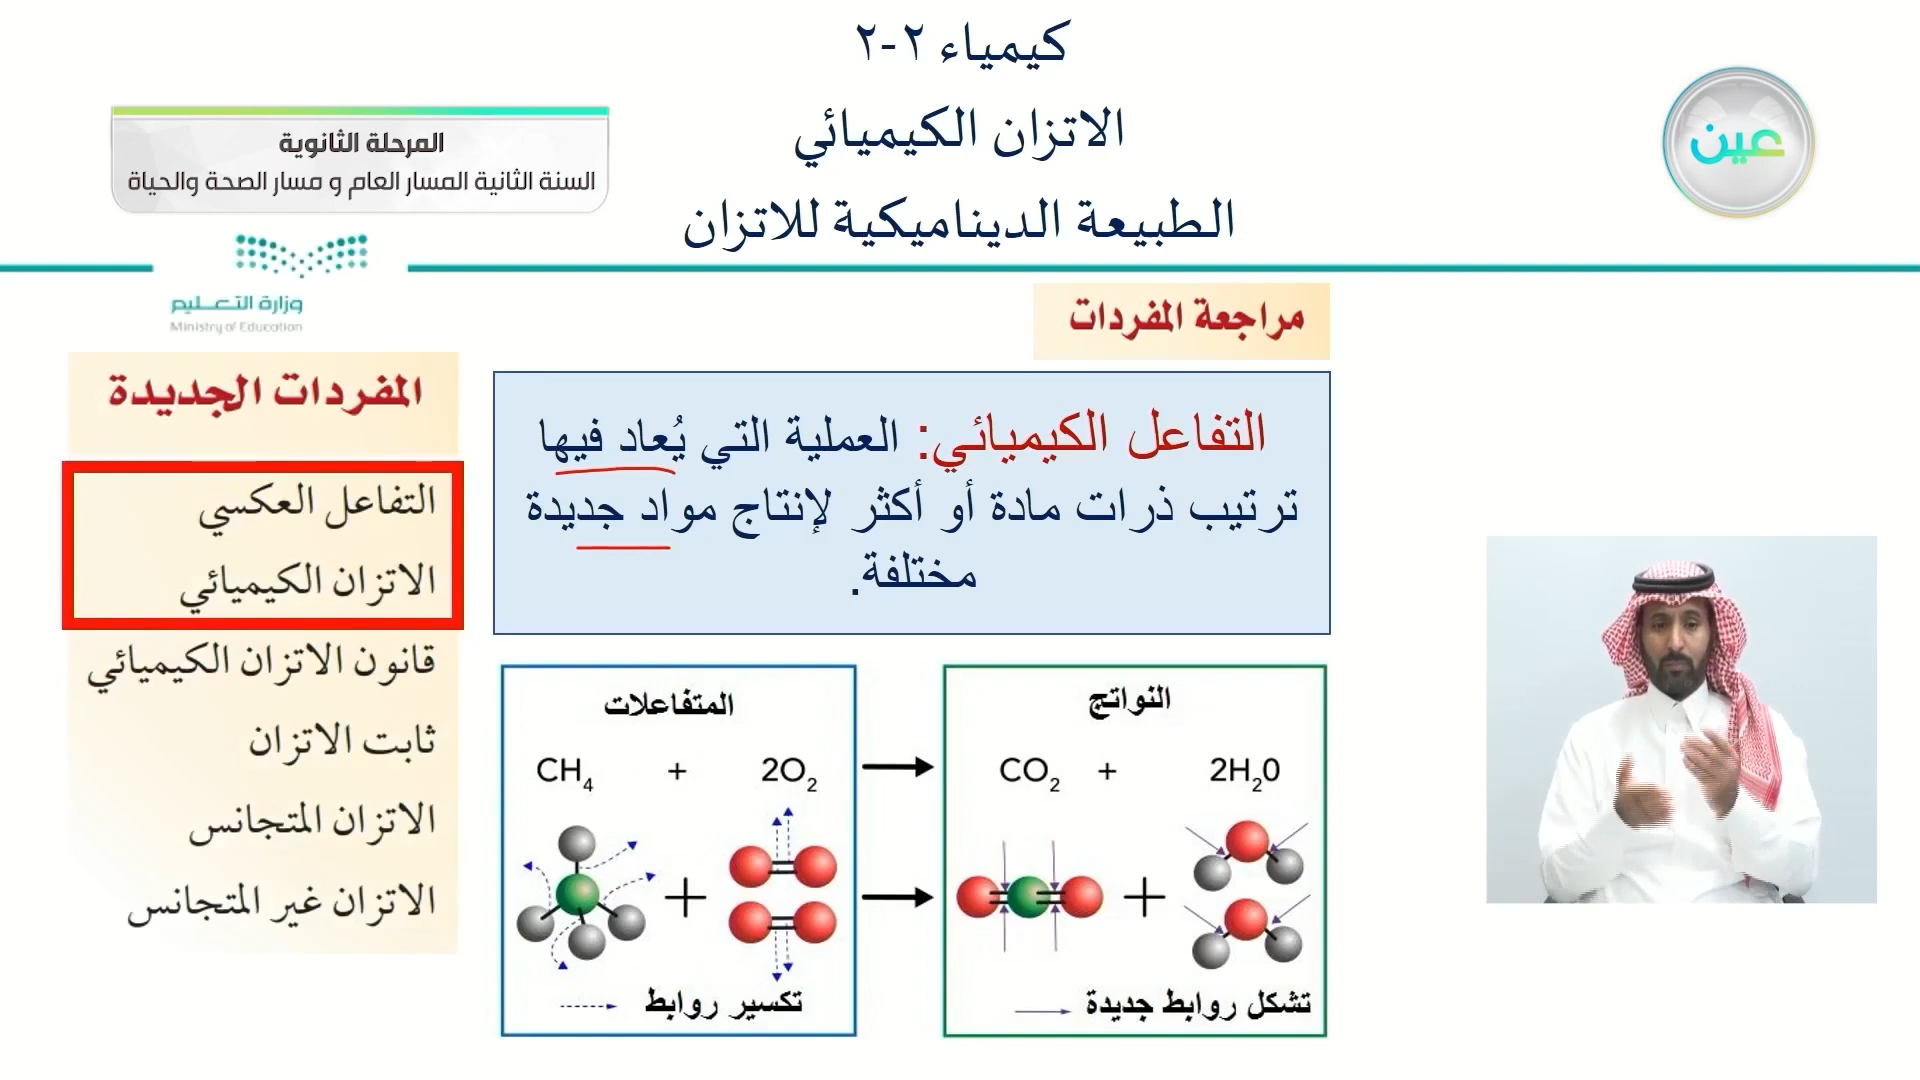 كيمياء ٢-٢
الاتزان الكيميائي
الطبيعة الديناميكية للاتزان
عين
المرحلة الثانوية
السنة الثانية المسار العام و مسار الصحة والحياة
وزارة التعليم
Ministry of Education
مراجعة المفردات
التفاعل الكيميائي: العملية التي يُعاد فيها
ترتيب ذرات مادة أو أكثر لإنتاج مواد جديدة
مختلفة.
المفردات الجديدة
التفاعل العكسي
الاتزان الكيميائي
قانون الاتزان الكيميائي
ثابت الاتزان
الاتزان المتجانس
الاتزان غير المتجانس
المتفاعلات
CH₄ + 2O₂
+
تكسير روابط
النواتج
CO₂ + 2H₂0
+
تشكل روابط جديدة